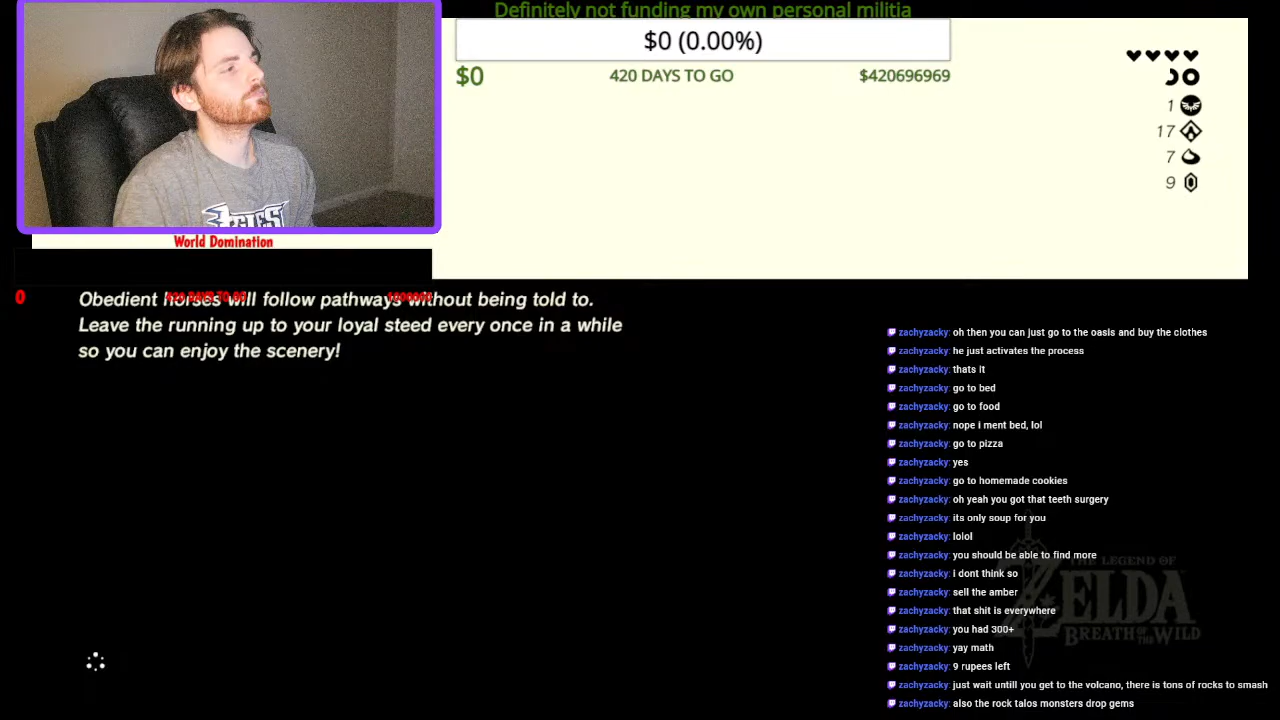 Definitely not funding my own personal militia
$0 (0.00%)
$0 420 DAYS TO GO $420696969
1
17
7
9
World Domination
0 420 DAYS TO GO
Obedient horses will follow pathways without being told to.
Leave the running up to your loyal steed every once in a while
so you can enjoy the scenery!
zachyzacky: oh then you can just go to the oasis and buy the clothes
zachyzacky: he just activates the process
zachyzacky: thats it
zachyzacky: go to bed
zachyzacky: go to food
zachyzacky: nope i ment bed, lol
zachyzacky: go to pizza
zachyzacky: yes
zachyzacky: go to homemade cookies
zachyzacky: oh yeah you got that teeth surgery
zachyzacky: its only soup for you
zachyzacky: lolol
zachyzacky: you should be able to find more
zachyzacky: i dont think so
zachyzacky: sell the amber
zachyzacky: that shit is everywhere
zachyzacky: you had 300+
zachyzacky: yay math
zachyzacky: 9 rupees left
zachyzacky: just wait untill you get to the volcano, there is tons of rocks to smash
zachyzacky: also the rock talos monsters drop gems
THE LEGEND OF
ZELDA
BREATH OF THE WILD